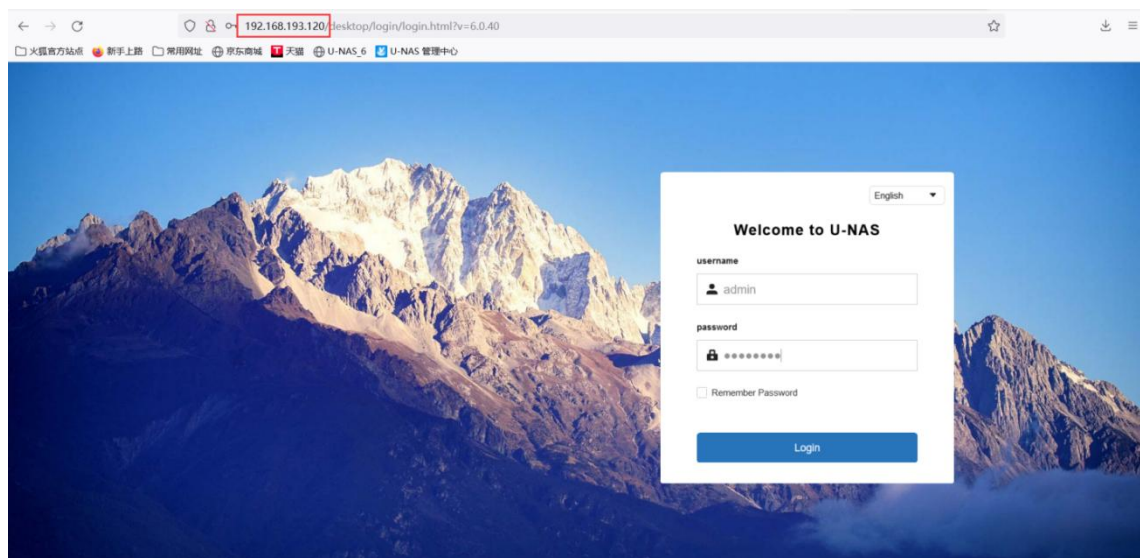 192.168.193.120/desktop/login/login.html?v=6.0.40
火狐官方站点 新手上路 常用网址 京东商城 T 天猫 U-NAS_6 U-NAS 管理中心
English
Welcome to U-NAS
username
admin
password
Remember Password
Login